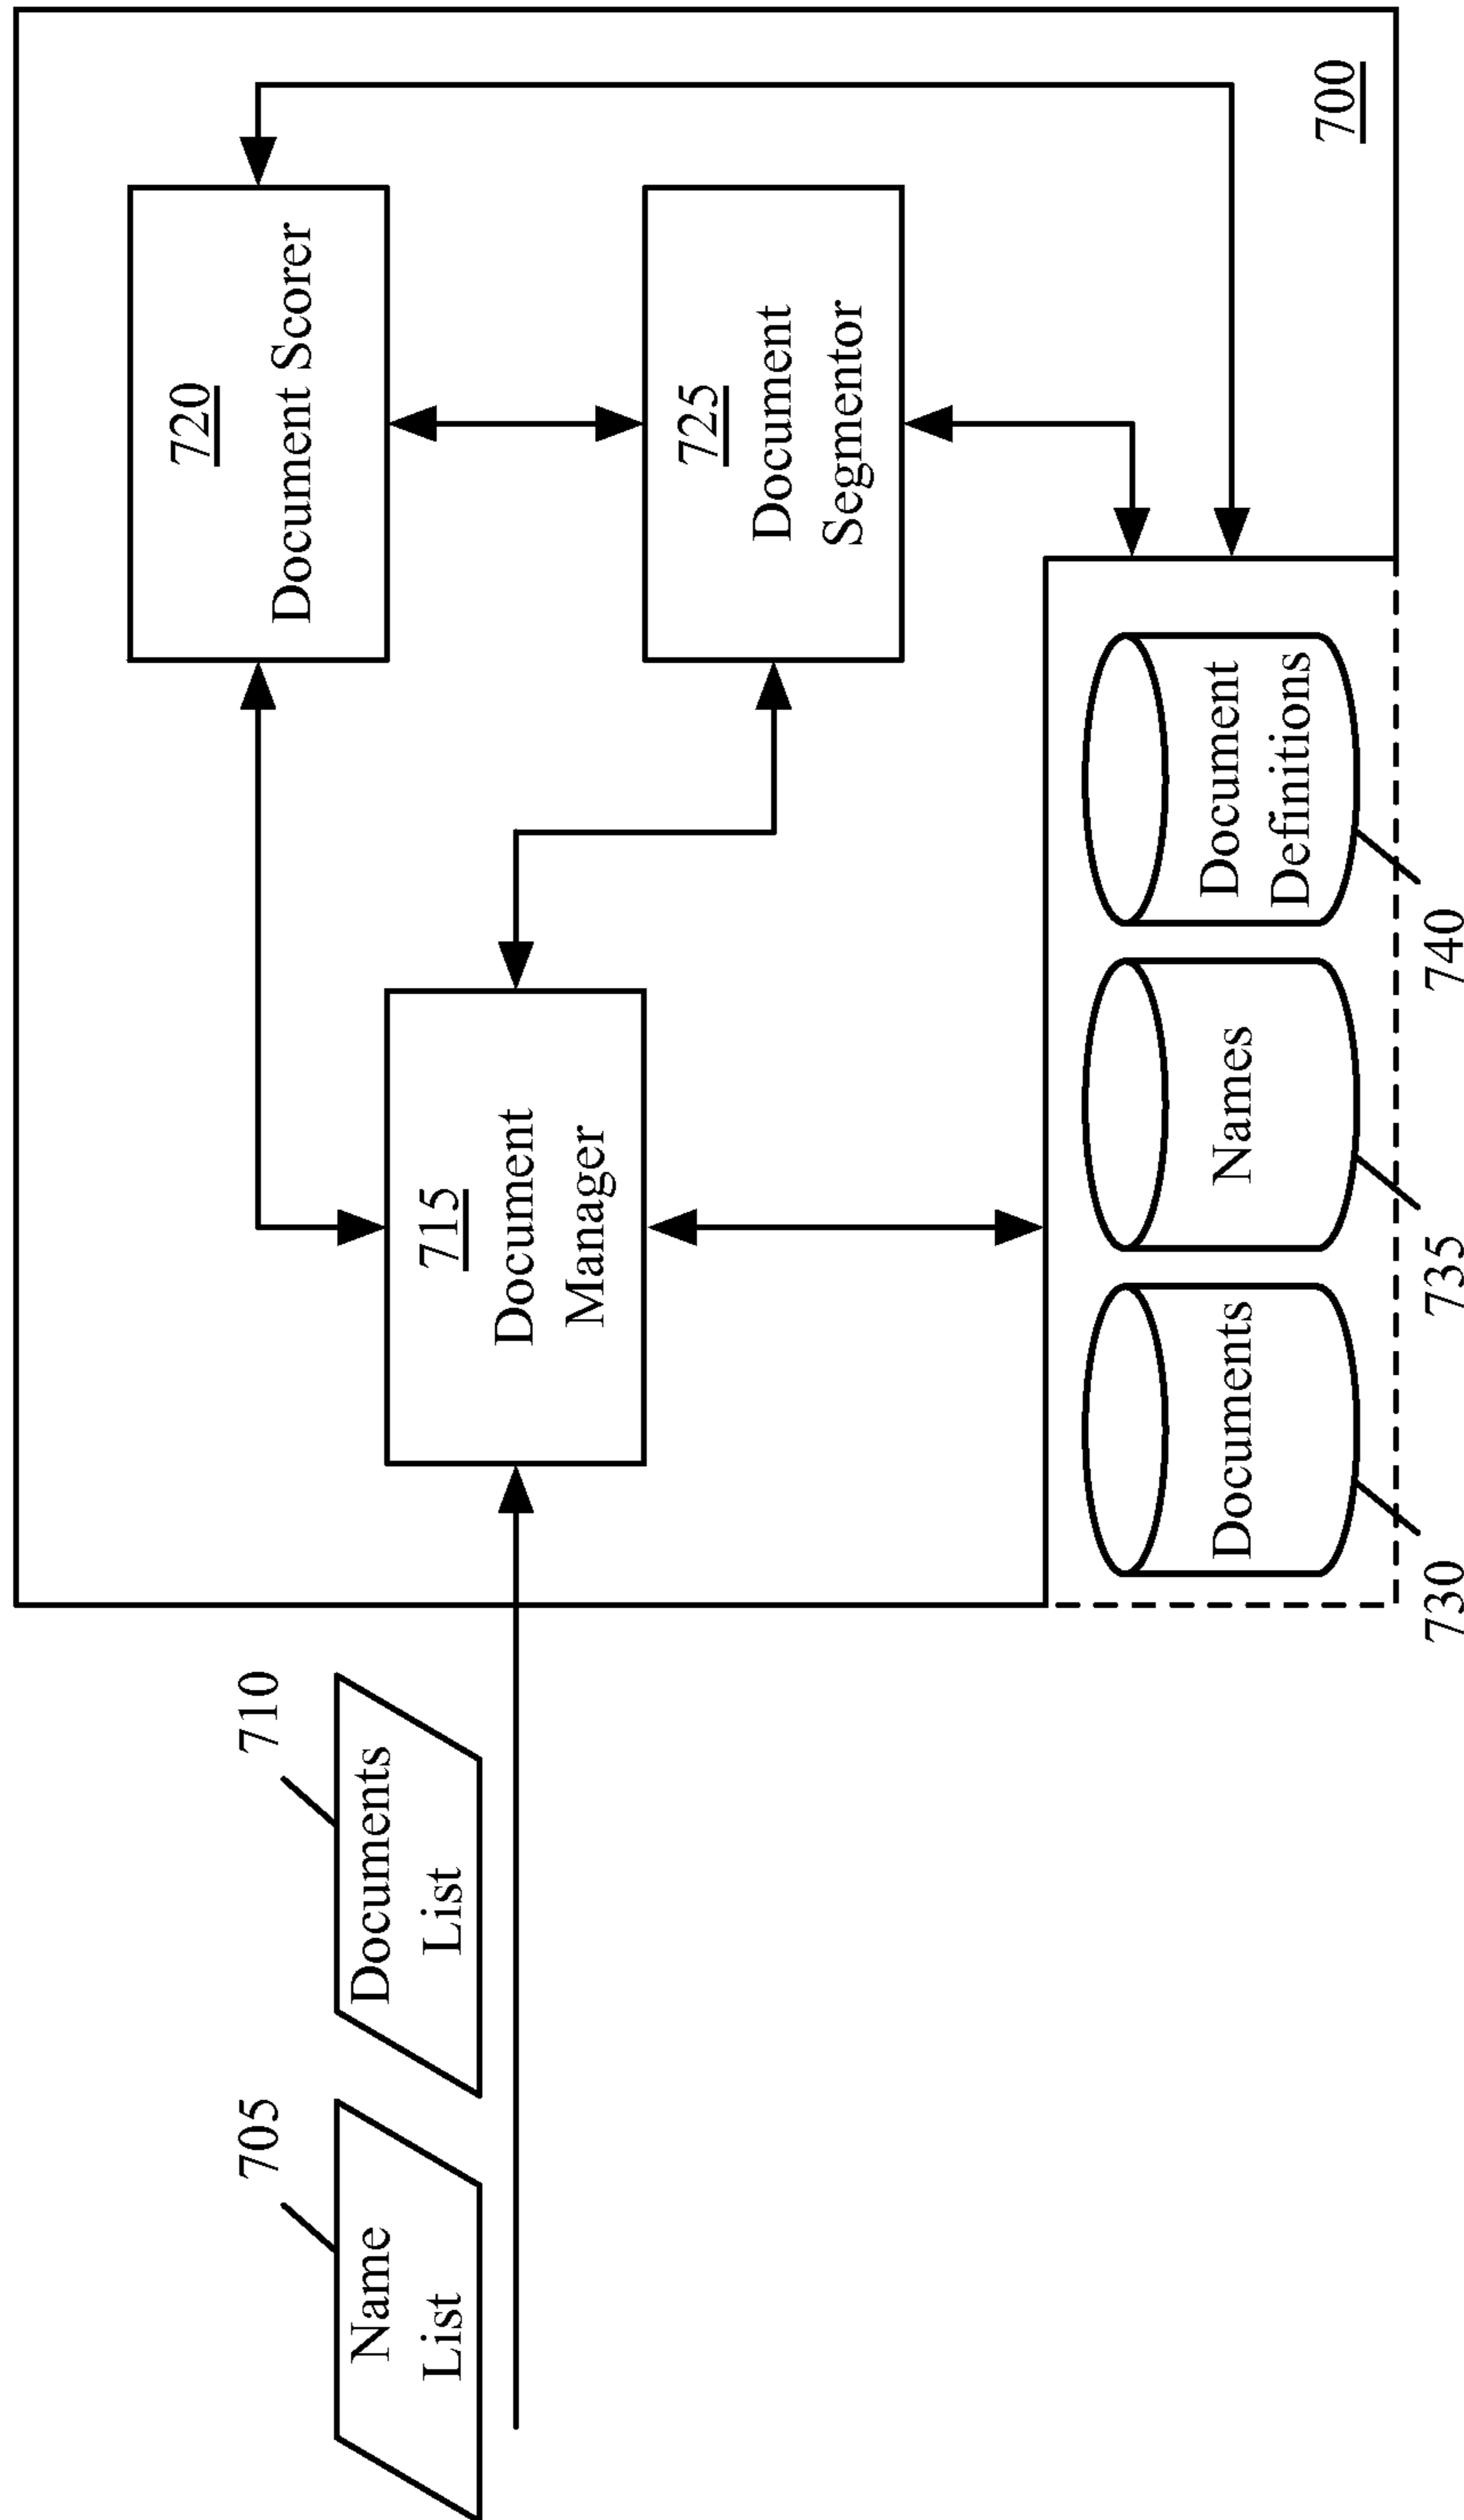 705
Name
List
710
Documents
List
715
Document
Manager
720
Document Scorer
725
Document
Segmentor
Documents
Names
Document
Definitions
730
735
740
700